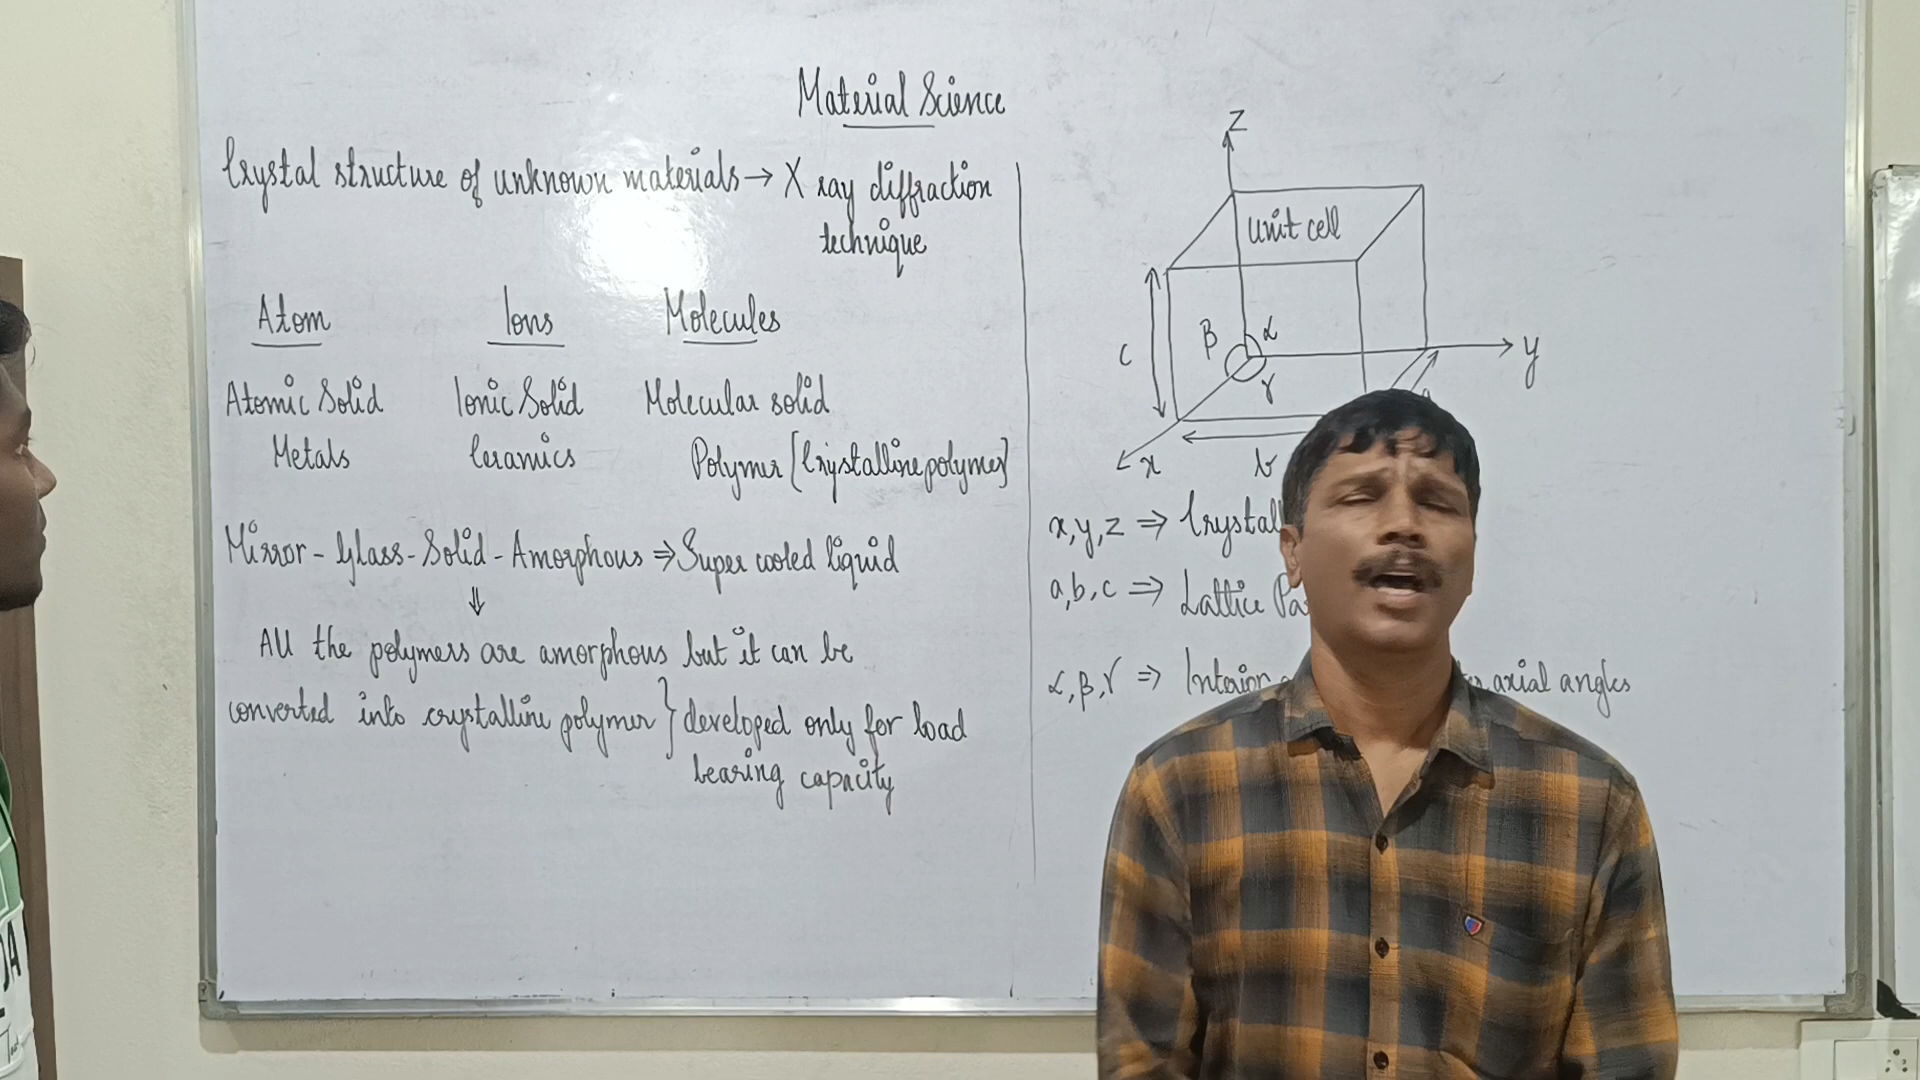 Material Science
Crystal structure of unknown materials → X ray diffraction
technique
Atom Ions Molecules
Atomic Solid Ionic Solid Molecular solid
Metals Ceramics Polymer [Crystalline polymer]
Mirror - Glass - Solid - Amorphous ⇒ Super cooled liquid
⇓
All the polymers are amorphous but it can be
converted into crystalline polymer } developed only for load
bearing capacity
z
unit cell
β α
c y
γ
x b
x, y, z ⇒ Crystal
a, b, c ⇒ Lattice Pa
α, β, γ ⇒ Interior axial angles